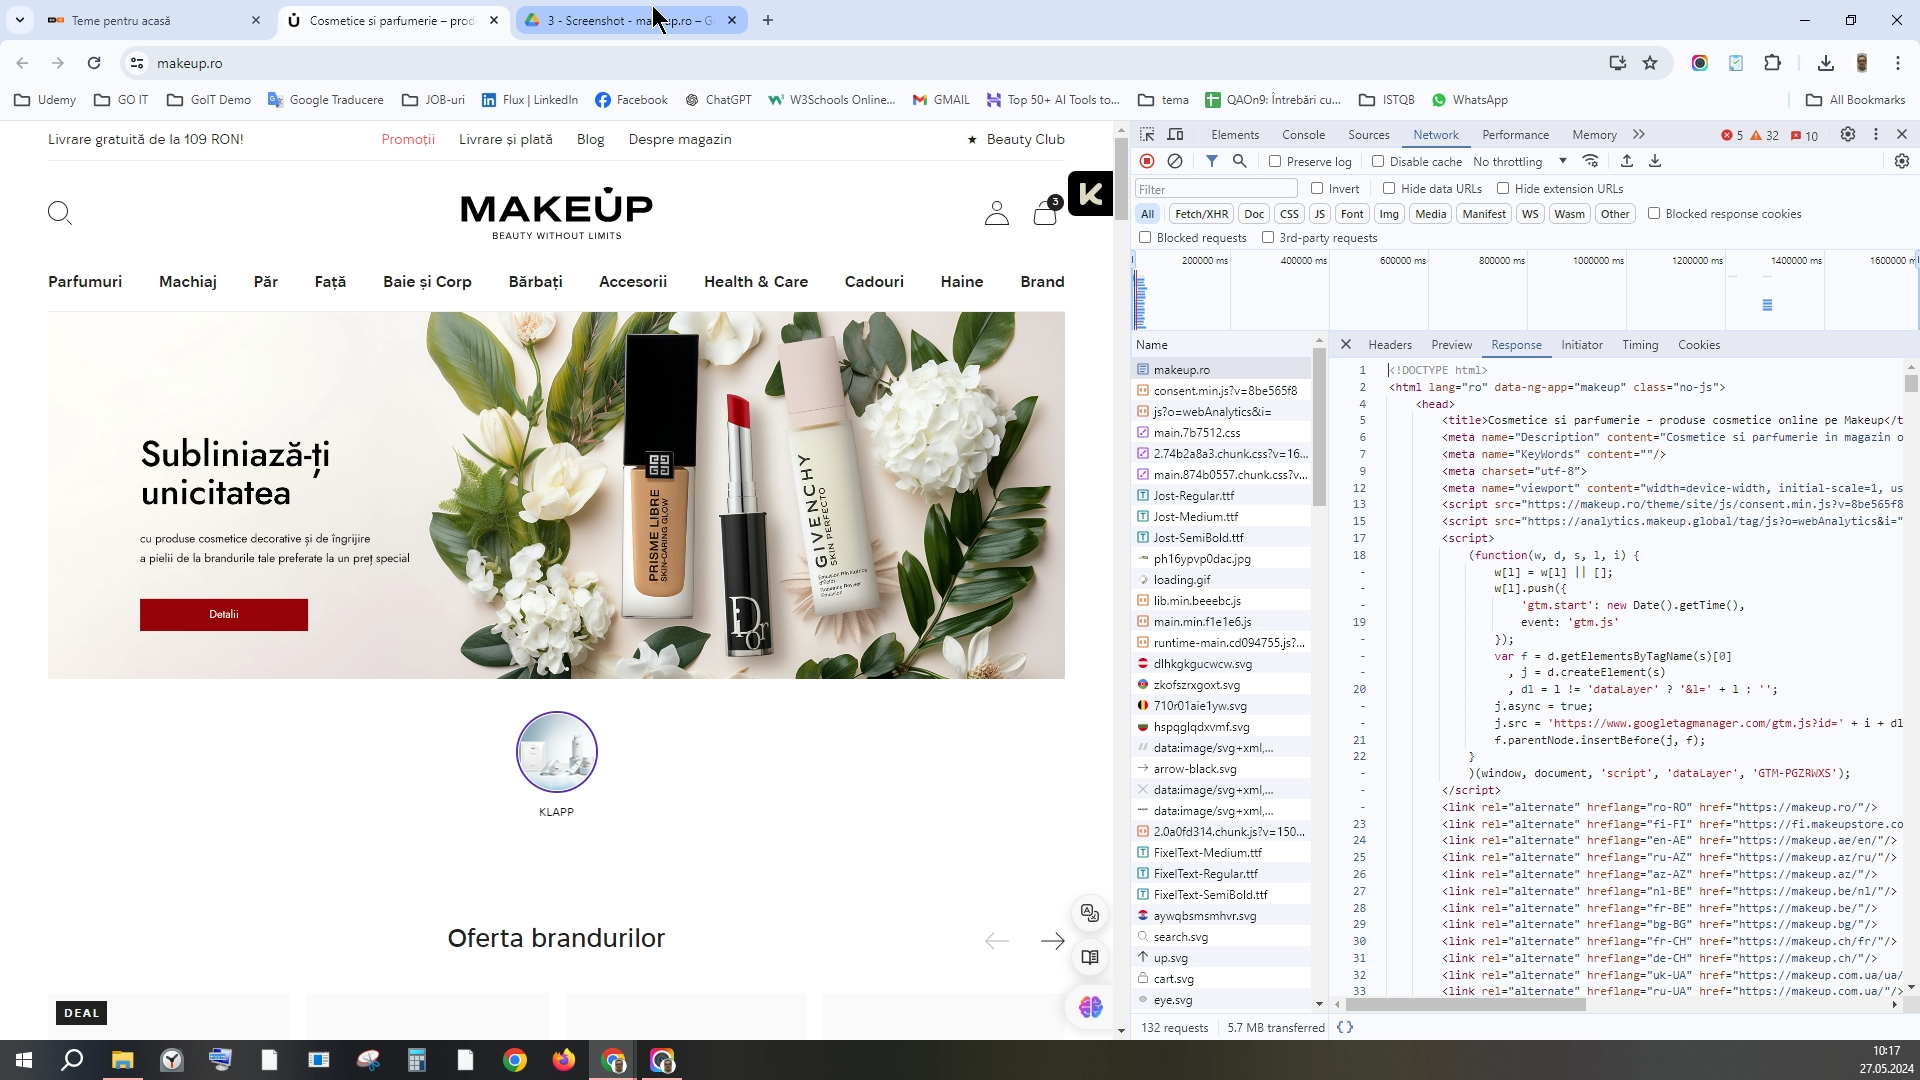 Teme pentru acasă
Cosmetice si parfumerie – prod
3 - Screenshot -
makeup.ro
Udemy
GO IT
GoIT Demo
Google Traducere
JOB-uri
Flux | LinkedIn
Facebook
ChatGPT
W3Schools Online...
GMAIL
Top 50+ AI Tools to...
tema
QAOn9: Întrebări cu...
ISTQB
WhatsApp
All Bookmarks
Livrare gratuită de la 109 RON!
Promoții
Livrare și plată
Blog
Despre magazin
★ Beauty Club
MAKEUP
BEAUTY WITHOUT LIMITS
3
K
Parfumuri
Machiaj
Păr
Față
Baie și Corp
Bărbați
Accesorii
Health & Care
Cadouri
Haine
Brand
Subliniază-ți
unicitatea
cu produse cosmetice decorative și de îngrijire
a pielii de la brandurile tale preferate la un preț special
Detalii
PRISME LIBRE
SKIN-CARING GLOW
Dior
GIVENCHY
SKIN PERFECTO
KLAPP
Oferta brandurilor
DEAL
Elements
Console
Sources
Network
Performance
Memory
5
32
10
Preserve log
Disable cache
No throttling
Filter
Invert
Hide data URLs
Hide extension URLs
All
Fetch/XHR
Doc
CSS
JS
Font
Img
Media
Manifest
WS
Wasm
Other
Blocked response cookies
Blocked requests
3rd-party requests
200000 ms
400000 ms
600000 ms
800000 ms
1000000 ms
1200000 ms
1400000 ms
1600000 m
Name
makeup.ro
consent.min.js?v=8be565f8
js?o=webAnalytics&i=
main.7b7512.css
2.74b2a8a3.chunk.css?v=16...
main.874b0557.chunk.css?v...
Jost-Regular.ttf
Jost-Medium.ttf
Jost-SemiBold.ttf
ph16ypvp0dac.jpg
loading.gif
lib.min.beeebc.js
main.min.f1e1e6.js
runtime-main.cd094755.js?...
dlhkgkgucwcw.svg
zkofszrxgoxt.svg
710r01aie1yw.svg
hspqglqdxvmf.svg
data:image/svg+xml,...
arrow-black.svg
data:image/svg+xml,...
data:image/svg+xml,...
2.0a0fd314.chunk.js?v=150...
FixelText-Medium.ttf
FixelText-Regular.ttf
FixelText-SemiBold.ttf
aywqbsmsmhvr.svg
search.svg
up.svg
cart.svg
eye.svg
132 requests
5.7 MB transferred
Headers
Preview
Response
Initiator
Timing
Cookies
1 <!DOCTYPE html>
2 <html lang="ro" data-ng-app="makeup" class="no-js">
4 <head>
5 <title>Cosmetice si parfumerie – produse cosmetice online pe Makeup</t
6 <meta name="Description" content="Cosmetice si parfumerie in magazin o
7 <meta name="KeyWords" content=""/>
9 <meta charset="utf-8">
12 <meta name="viewport" content="width=device-width, initial-scale=1, us
13 <script src="https://makeup.ro/theme/site/js/consent.min.js?v=8be565f8
15 <script src="https://analytics.makeup.global/tag/js?o=webAnalytics&i="
17 <script>
18 (function(w, d, s, l, i) {
- w[l] = w[l] || [];
- w[l].push({
- 'gtm.start': new Date().getTime(),
19 event: 'gtm.js'
- });
- var f = d.getElementsByTagName(s)[0]
- , j = d.createElement(s)
20 , dl = l != 'dataLayer' ? '&l=' + l : '';
- j.async = true;
- j.src = 'https://www.googletagmanager.com/gtm.js?id=' + i + dl
21 f.parentNode.insertBefore(j, f);
22 }
- )(window, document, 'script', 'dataLayer', 'GTM-PGZRWXS');
- </script>
- <link rel="alternate" hreflang="ro-RO" href="https://makeup.ro/"/>
23 <link rel="alternate" hreflang="fi-FI" href="https://fi.makeupstore.co
24 <link rel="alternate" hreflang="en-AE" href="https://makeup.ae/en/"/>
25 <link rel="alternate" hreflang="ru-AZ" href="https://makeup.az/ru/"/>
26 <link rel="alternate" hreflang="az-AZ" href="https://makeup.az/"/>
27 <link rel="alternate" hreflang="nl-BE" href="https://makeup.be/nl/"/>
28 <link rel="alternate" hreflang="fr-BE" href="https://makeup.be/"/>
29 <link rel="alternate" hreflang="bg-BG" href="https://makeup.bg/"/>
30 <link rel="alternate" hreflang="fr-CH" href="https://makeup.ch/fr/"/>
31 <link rel="alternate" hreflang="de-CH" href="https://makeup.ch/"/>
32 <link rel="alternate" hreflang="uk-UA" href="https://makeup.com.ua/ua/
33 <link rel="alternate" hreflang="ru-UA" href="https://makeup.com.ua/"/>
10:17
27.05.2024